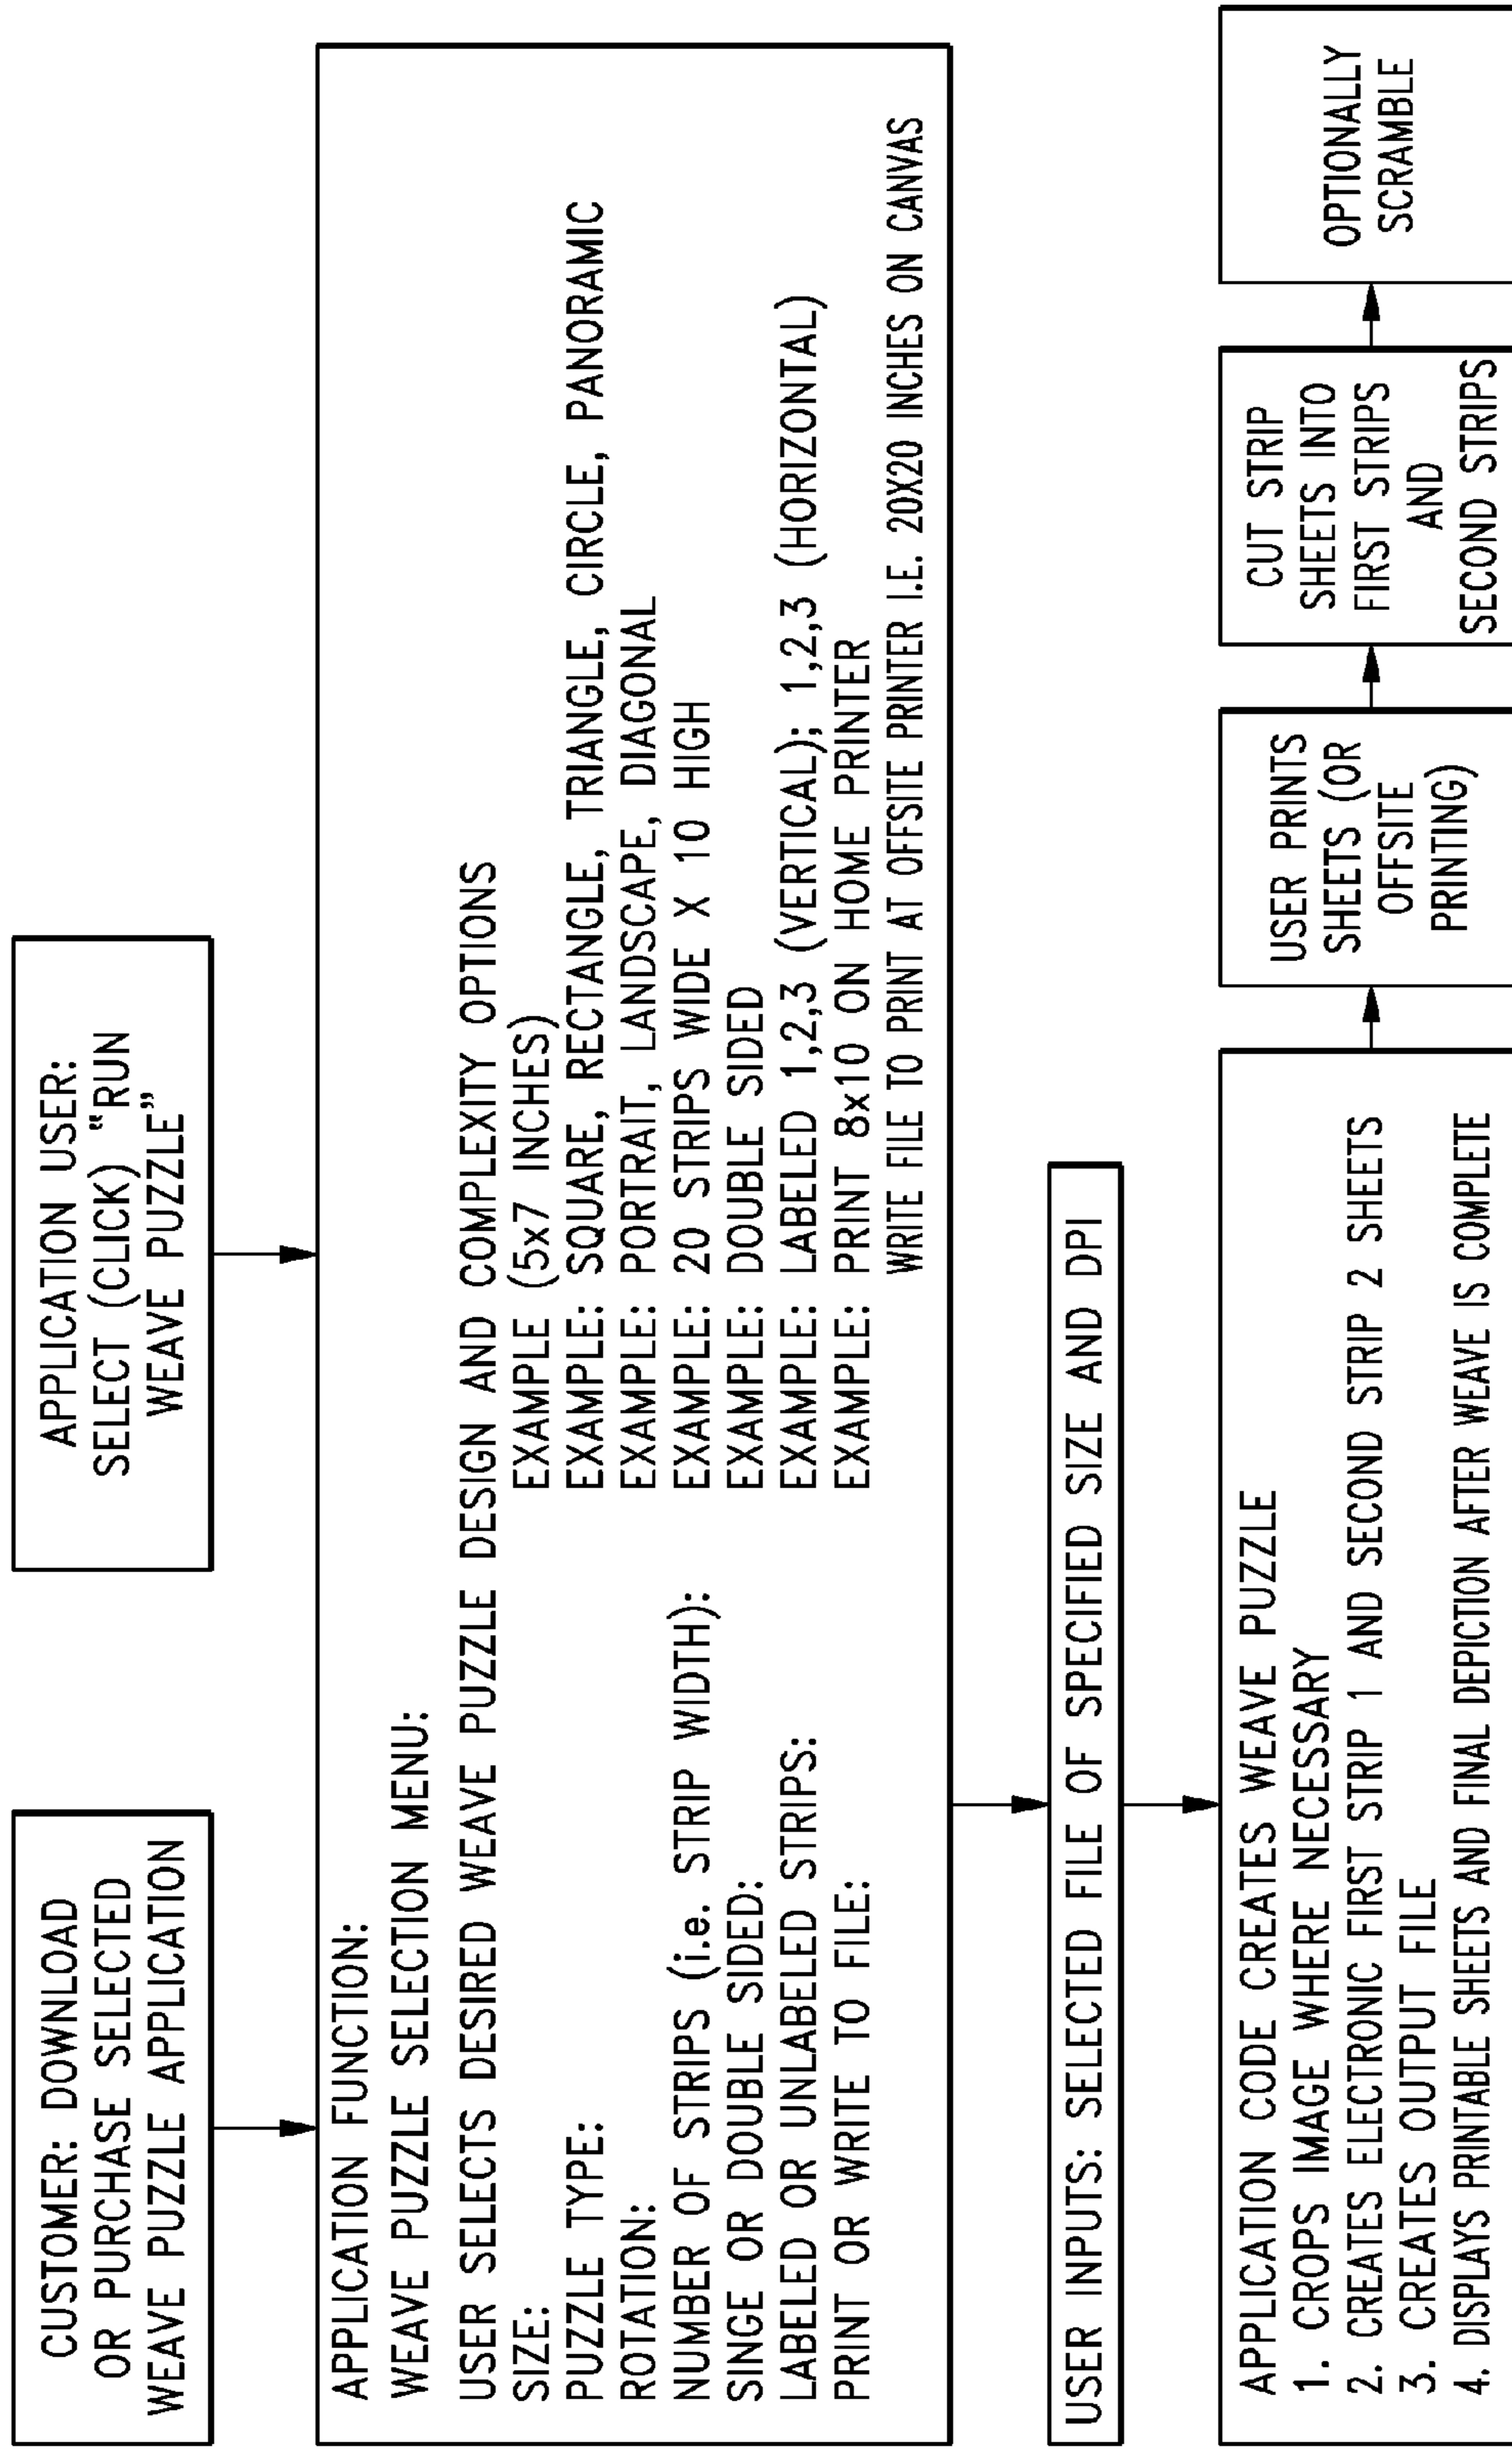 CUSTOMER: DOWNLOAD
OR PURCHASE SELECTED
WEAVE PUZZLE APPLICATION
APPLICATION USER:
SELECT (CLICK) "RUN
WEAVE PUZZLE"
APPLICATION FUNCTION:
WEAVE PUZZLE SELECTION MENU:
USER SELECTS DESIRED WEAVE PUZZLE DESIGN AND COMPLEXITY OPTIONS
SIZE: EXAMPLE (5x7 INCHES)
PUZZLE TYPE: EXAMPLE: SQUARE, RECTANGLE, TRIANGLE, CIRCLE, PANORAMIC
ROTATION: EXAMPLE: PORTRAIT, LANDSCAPE, DIAGONAL
NUMBER OF STRIPS (i.e. STRIP WIDTH): EXAMPLE: 20 STRIPS WIDE X 10 HIGH
SINGE OR DOUBLE SIDED: EXAMPLE: DOUBLE SIDED
LABELED OR UNLABELED STRIPS: EXAMPLE: LABELED 1,2,3 (VERTICAL); 1,2,3 (HORIZONTAL)
PRINT OR WRITE TO FILE: EXAMPLE: PRINT 8x10 ON HOME PRINTER
WRITE FILE TO PRINT AT OFFSITE PRINTER I.E. 20X20 INCHES ON CANVAS
USER INPUTS: SELECTED FILE OF SPECIFIED SIZE AND DPI
APPLICATION CODE CREATES WEAVE PUZZLE
1. CROPS IMAGE WHERE NECESSARY
2. CREATES ELECTRONIC FIRST STRIP 1 AND SECOND STRIP 2 SHEETS
3. CREATES OUTPUT FILE
4. DISPLAYS PRINTABLE SHEETS AND FINAL DEPICTION AFTER WEAVE IS COMPLETE
USER PRINTS
SHEETS (OR
OFFSITE
PRINTING)
CUT STRIP
SHEETS INTO
FIRST STRIPS
AND
SECOND STRIPS
OPTIONALLY
SCRAMBLE